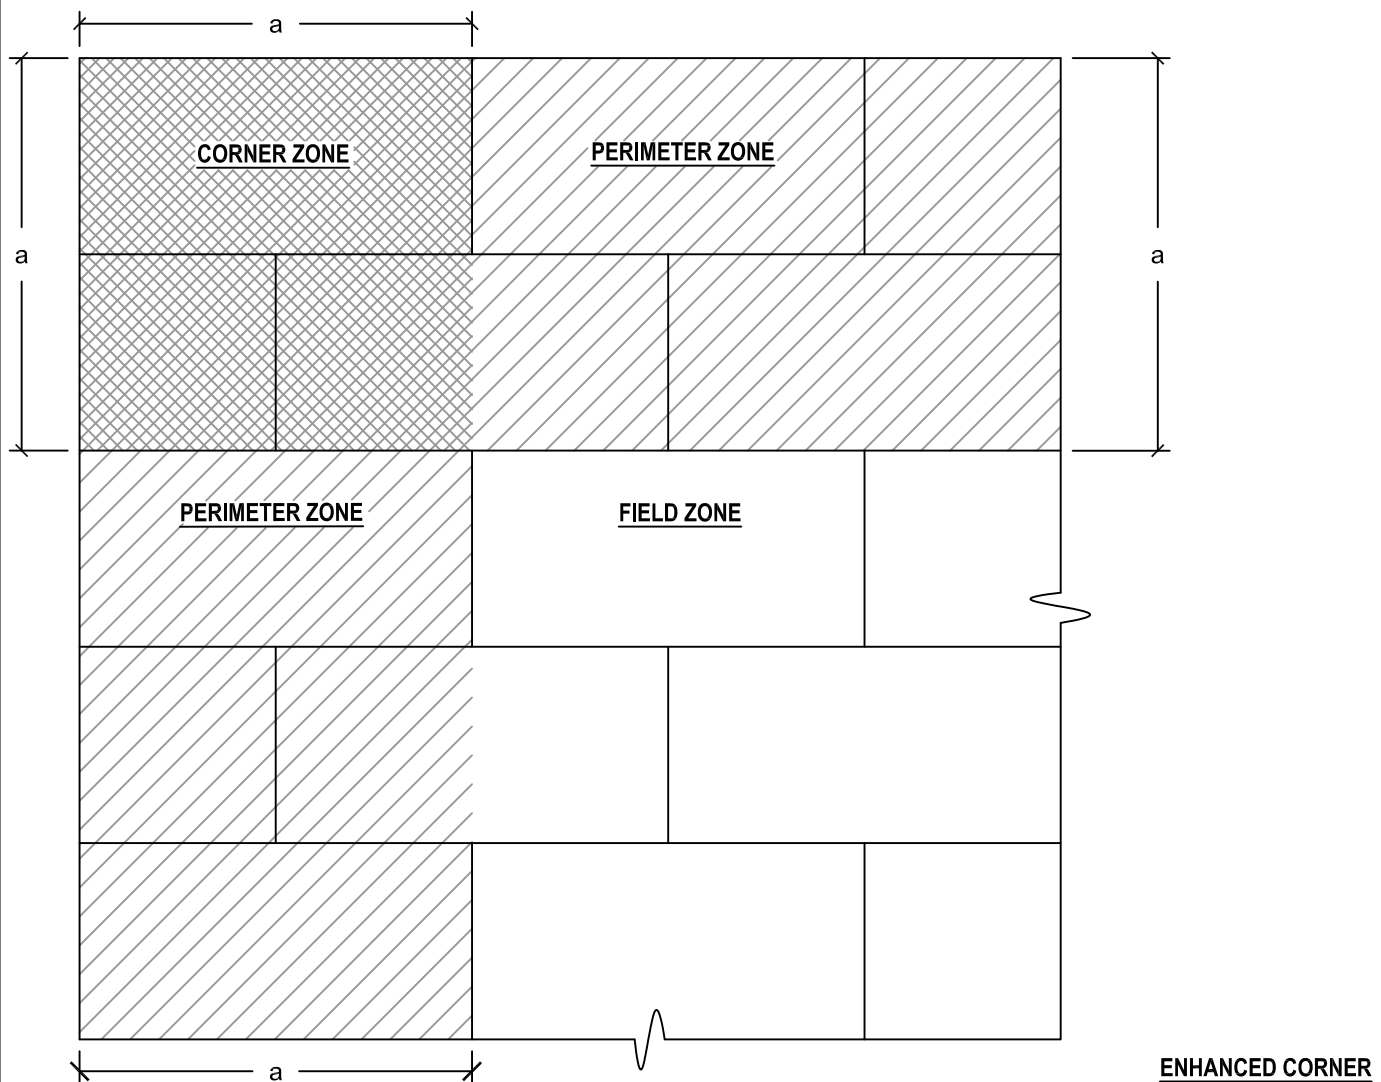 a
CORNER ZONE
PERIMETER ZONE
a
a
PERIMETER ZONE
FIELD ZONE
a
ENHANCED CORNER